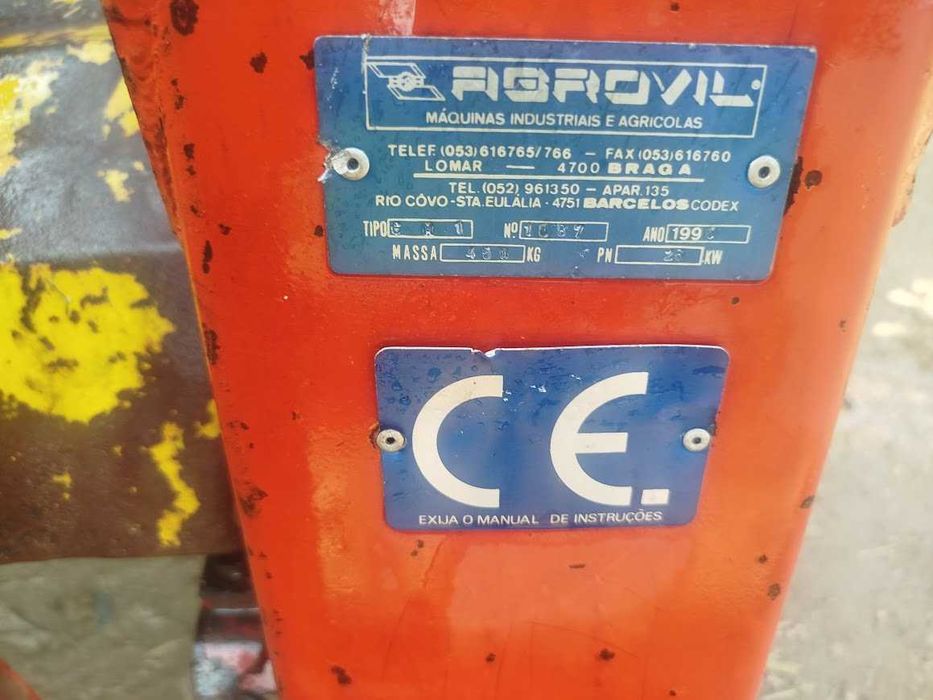 AGROVIL
MÁQUINAS INDUSTRIAIS E AGRICOLAS
TELEF. (053) 616765/766 - FAX (053) 616760
LOMAR — 4700 BRAGA
TEL. (052) 961350 - APAR. 135
RIO CÔVO - STA. EULÁLIA - 4751 BARCELOS CODEX
TIPO Nº ANO 199
MASSA KG PN KW
CE.
EXIJA O MANUAL DE INSTRUÇÕES